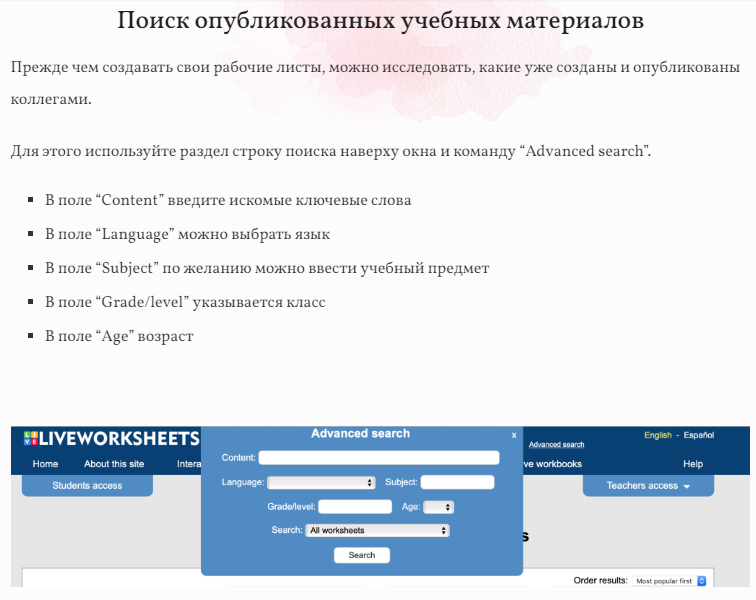 Поиск опубликованных учебных материалов
Прежде чем создавать свои рабочие листы, можно исследовать, какие уже созданы и опубликованы
коллегами.
Для этого используйте раздел строку поиска наверху окна и команду “Advanced search”.
В поле “Content” введите искомые ключевые слова
В поле “Language” можно выбрать язык
В поле “Subject” по желанию можно ввести учебный предмет
В поле “Grade/level” указывается класс
В поле “Age” возраст
LIVE LIVEWORKSHEETS
Advanced search
x
Advanced search
English - Español
Home About this site Intera
ve workbooks Help
Students access
Teachers access
Content:
Language: Subject:
Grade/level: Age:
Search: All worksheets
s
Search
Order results: Most popular first